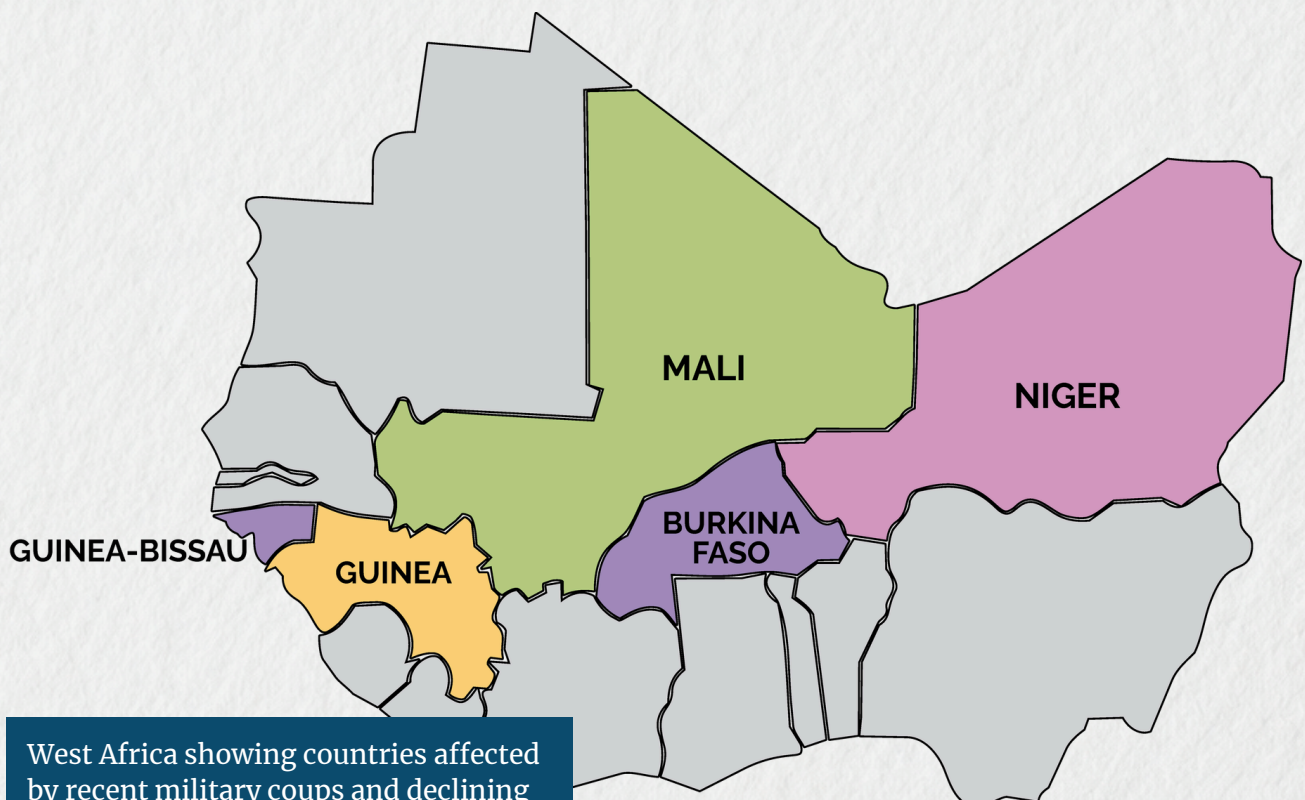 MALI
NIGER
BURKINA
FASO
GUINEA-BISSAU
GUINEA
West Africa showing countries affected
by recent military coups and declining